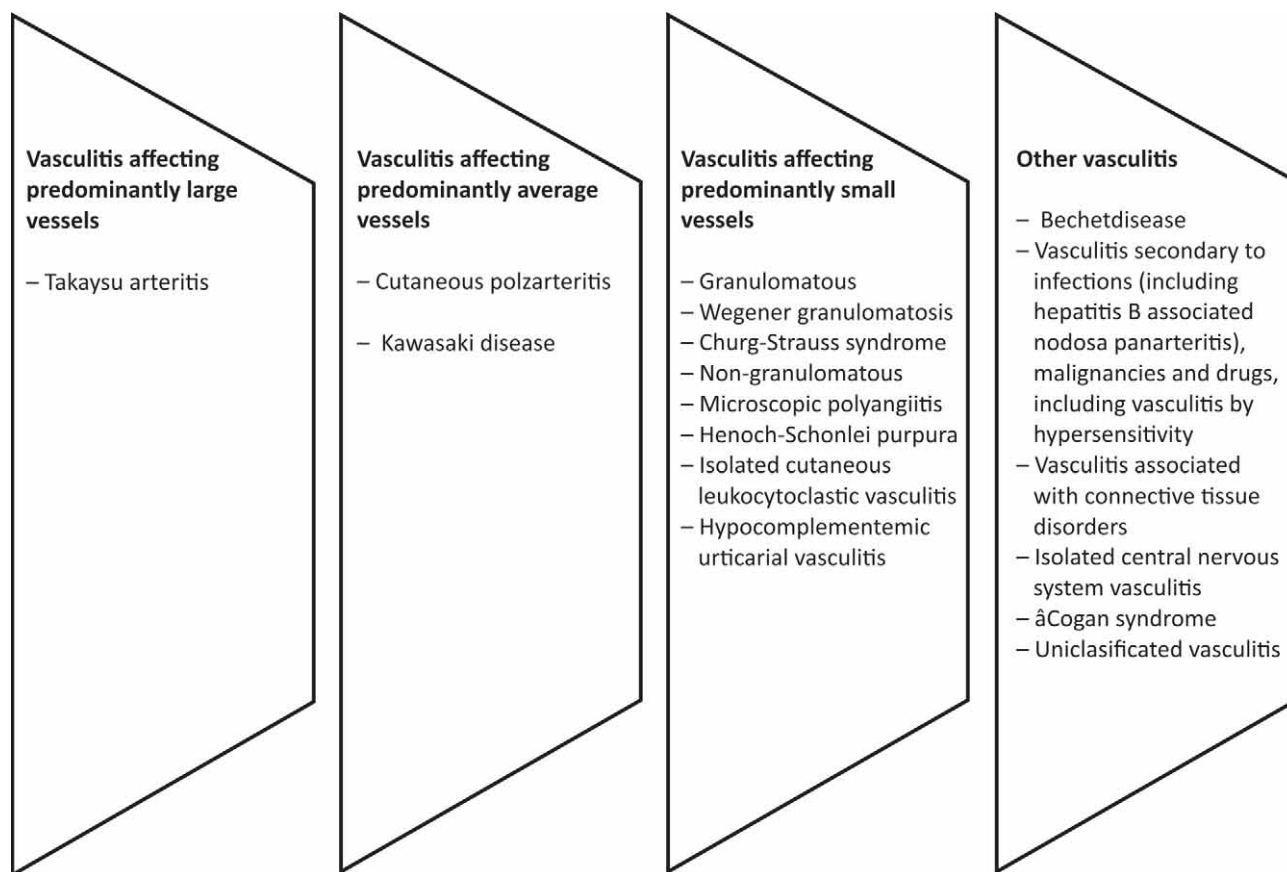 Vasculitis affecting
predominantly large
vessels
– Takaysu arteritis
Vasculitis affecting
predominantly average
vessels
– Cutaneous polzarteritis
– Kawasaki disease
Vasculitis affecting
predominantly small
vessels
– Granulomatous
– Wegener granulomatosis
– Churg-Strauss syndrome
– Non-granulomatous
– Microscopic polyangiitis
– Henoch-Schonlei purpura
– Isolated cutaneous
leukocytoclastic vasculitis
– Hypocomplementemic
urticarial vasculitis
Other vasculitis
– Bechetdisease
– Vasculitis secondary to
infections (including
hepatitis B associated
nodosa panarteritis),
malignancies and drugs,
including vasculitis by
hypersensitivity
– Vasculitis associated
with connective tissue
disorders
– Isolated central nervous
system vasculitis
– âCogan syndrome
– Uniclasificated vasculitis